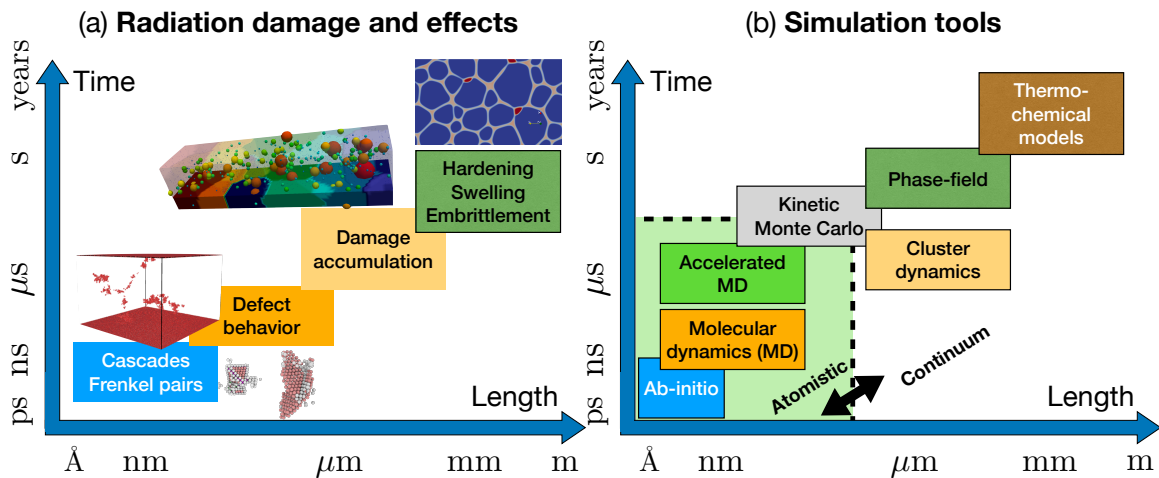 (a) Radiation damage and effects
Time
years
s
μs
ns
ps
Hardening
Swelling
Embrittlement
Damage
accumulation
Defect
behavior
Cascades
Frenkel pairs
Length
Å nm μm mm m
(b) Simulation tools
Time
years
s
μs
ns
ps
Thermo-
chemical
models
Phase-field
Kinetic
Monte Carlo
Cluster
dynamics
Accelerated
MD
Molecular
dynamics (MD)
Ab-initio
Atomistic
Continuum
Length
Å nm μm mm m